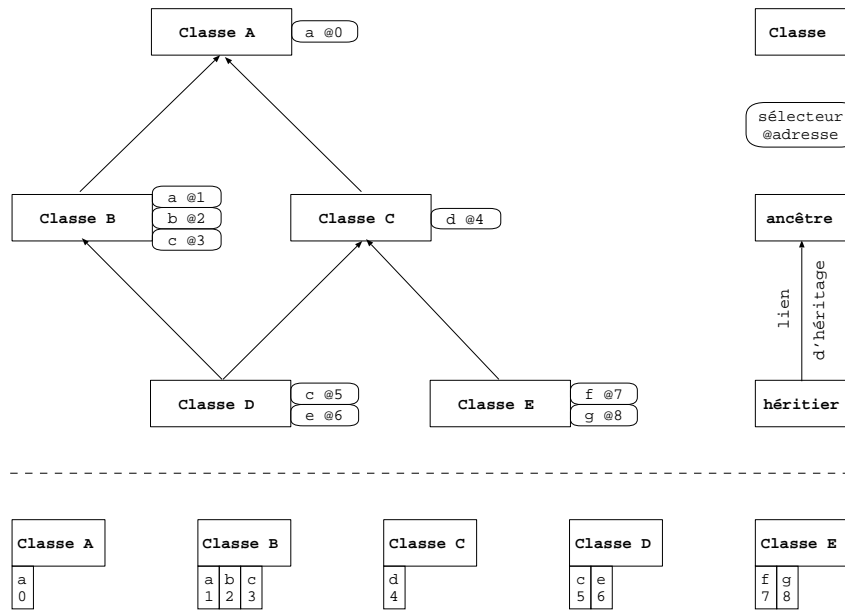 Classe A
a @0
Classe
sélecteur
@adresse
Classe B
a @1
b @2
c @3
Classe C
d @4
ancêtre
lien
d'héritage
Classe D
c @5
e @6
Classe E
f @7
g @8
héritier
Classe A
a
0
Classe B
a b c
1 2 3
Classe C
d
4
Classe D
c e
5 6
Classe E
f g
7 8